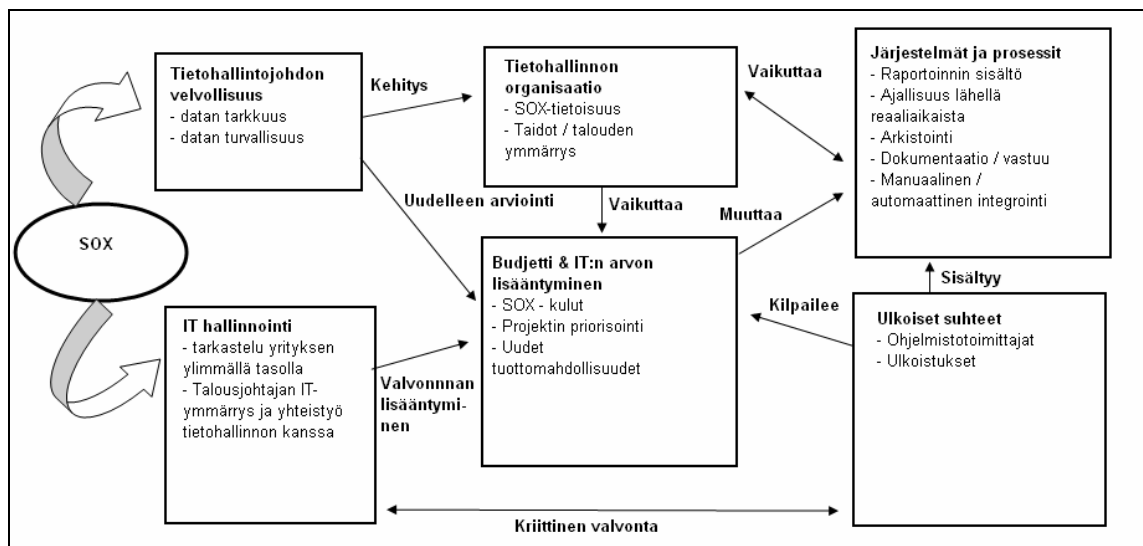 Tietohallintojohdon
velvollisuus
- datan tarkkuus
- datan turvallisuus
Kehitys
Tietohallinnon
organisaatio
- SOX-tietoisuus
- Taidot / talouden
ymmärrys
Vaikuttaa
Järjestelmät ja prosessit
- Raportoinnin sisältö
- Ajallisuus lähellä
reaaliaikaista
- Arkistointi
- Dokumentaatio / vastuu
- Manuaalinen /
automaattinen integrointi
Uudelleen arviointi
Vaikuttaa
Muuttaa
SOX
Budjetti & IT:n arvon
lisääntyminen
- SOX - kulut
- Projektin priorisointi
- Uudet
tuottomahdollisuudet
Kilpailee
Sisältyy
IT hallinnointi
- tarkastelu yrityksen
ylimmällä tasolla
- Talousjohtajan IT-
ymmärrys ja yhteistyö
tietohallinnon kanssa
Valvonnnan
lisääntymi-
nen
Ulkoiset suhteet
- Ohjelmistotoimittajat
- Ulkoistukset
Kriittinen valvonta